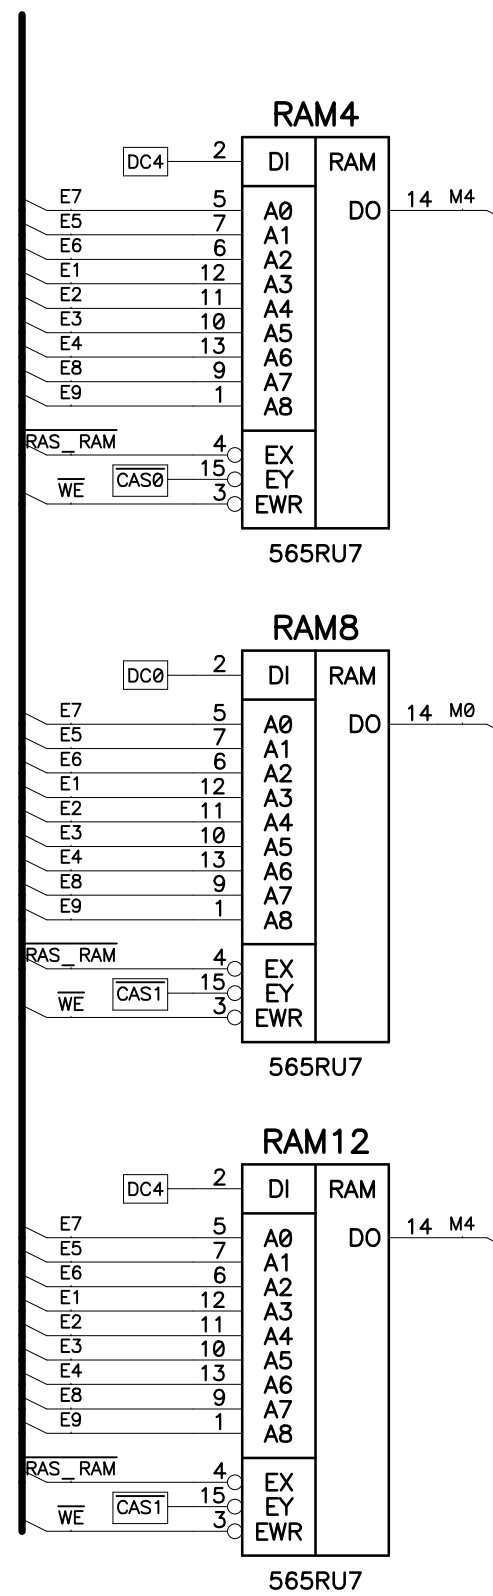 RAM4
DC4 2 DI RAM
E7 5 A0 DO 14 M4
E5 7 A1
E6 6 A2
E1 12 A3
E2 11 A4
E3 10 A5
E4 13 A6
E8 9 A7
E9 1 A8
RAS_RAM 4 EX
CAS0 15 EY
WE 3 EWR
565RU7
RAM8
DC0 2 DI RAM
E7 5 A0 DO 14 M0
E5 7 A1
E6 6 A2
E1 12 A3
E2 11 A4
E3 10 A5
E4 13 A6
E8 9 A7
E9 1 A8
RAS_RAM 4 EX
CAS1 15 EY
WE 3 EWR
565RU7
RAM12
DC4 2 DI RAM
E7 5 A0 DO 14 M4
E5 7 A1
E6 6 A2
E1 12 A3
E2 11 A4
E3 10 A5
E4 13 A6
E8 9 A7
E9 1 A8
RAS_RAM 4 EX
CAS1 15 EY
WE 3 EWR
565RU7